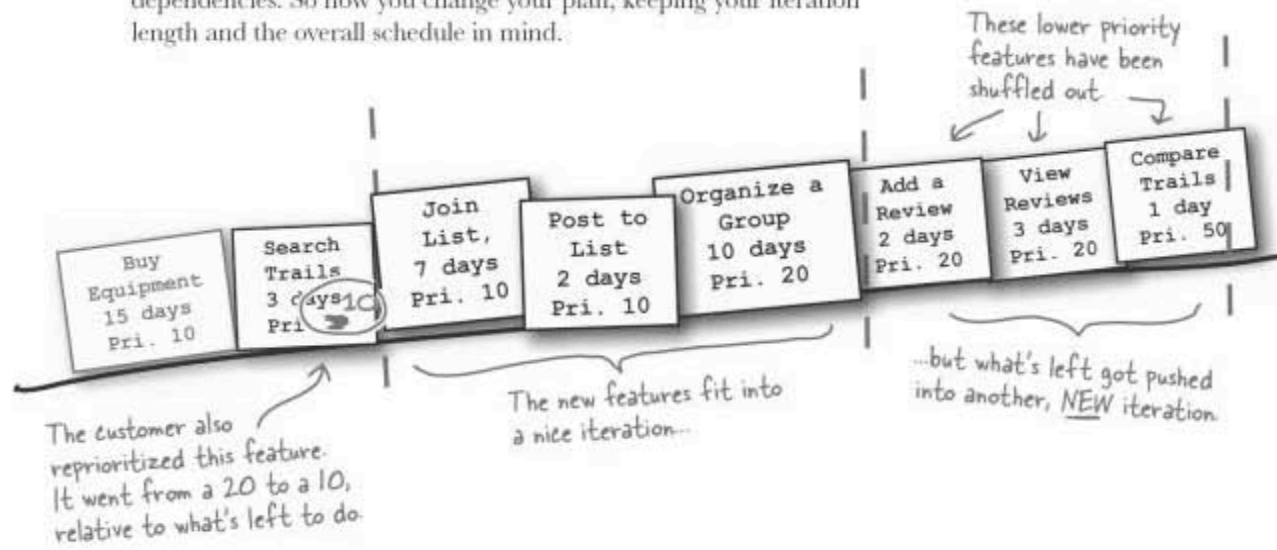 dependencies. So now you change your plan, keeping your iteration
length and the overall schedule in mind.
These lower priority
features have been
shuffled out
Buy
Equipment
15 days
Pri. 10
Search
Trails
3 days
Pri
10
Join
List,
7 days
Pri. 10
Post to
List
2 days
Pri. 10
Organize a
Group
10 days
Pri. 20
Add a
Review
2 days
Pri. 20
View
Reviews
3 days
Pri. 20
Compare
Trails
1 day
Pri. 50
The customer also
reprioritized this feature.
It went from a 20 to a 10,
relative to what's left to do.
The new features fit into
a nice iteration...
...but what's left got pushed
into another, NEW iteration.